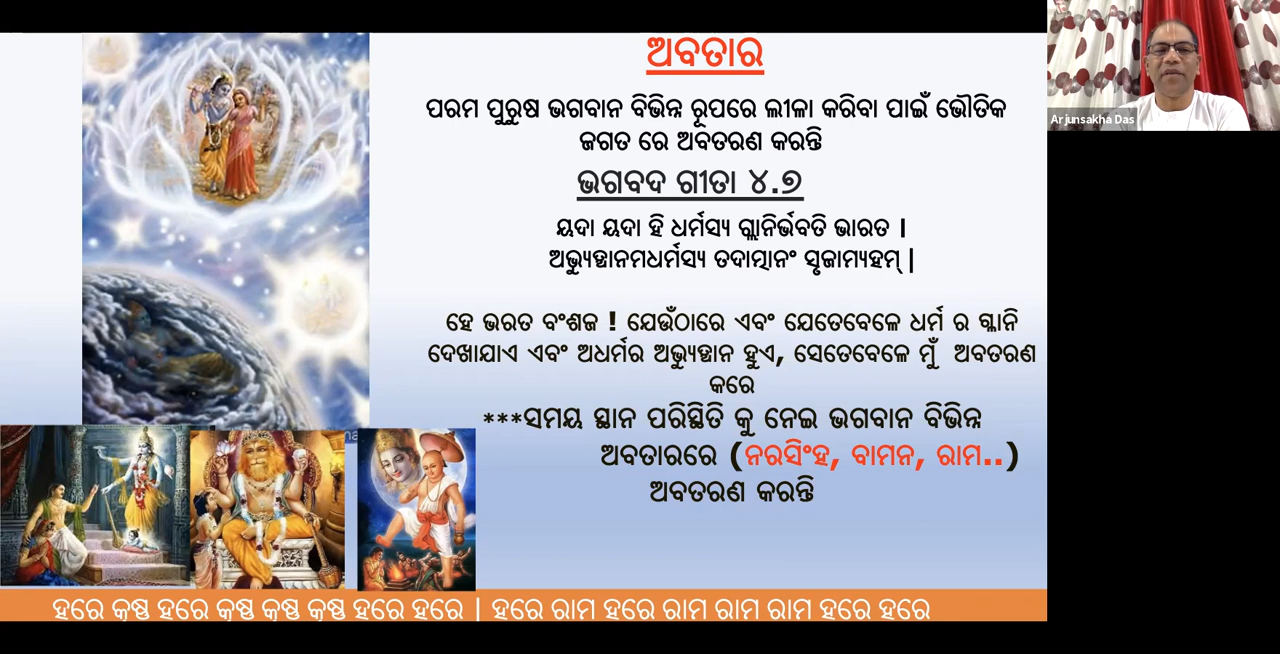 ଅବତାର
ପରମ ପୁରୁଷ ଭଗବାନ ବିଭିନ୍ନ ରୂପରେ ଲୀଳା କରିବା ପାଇଁ ଭୌତିକ
ଜଗତ ରେ ଅବତରଣ କରନ୍ତି
ଭଗବଦ ଗୀତା ୪.୭
ୟଦା ୟଦା ହି ଧର୍ମସ୍ୟ ଗ୍ଲାନିର୍ଭବତି ଭାରତ ।
ଅଭ୍ୟୁତ୍ଥାନମଧର୍ମସ୍ୟ ତଦାତ୍ମାନଂ ସୃଜାମ୍ୟହମ୍ |
ହେ ଭରତ ବଂଶଜ ! ଯେଉଁଠାରେ ଏବଂ ଯେତେବେଳେ ଧର୍ମ ର ଗ୍ଳାନି
ଦେଖାଯାଏ ଏବଂ ଅଧର୍ମର ଅଭ୍ୟୁତ୍ଥାନ ହୁଏ, ସେତେବେଳେ ମୁଁ ଅବତରଣ
କରେ
***ସମୟ ସ୍ଥାନ ପରିସ୍ଥିତି କୁ ନେଇ ଭଗବାନ ବିଭିନ୍ନ
ଅବତାରରେ (ନରସିଂହ, ବାମନ, ରାମ..)
ଅବତରଣ କରନ୍ତି
ହରେ କୃଷ୍ଣ ହରେ କୃଷ୍ଣ କୃଷ୍ଣ କୃଷ୍ଣ ହରେ ହରେ | ହରେ ରାମ ହରେ ରାମ ରାମ ରାମ ହରେ ହରେ
Arjunsakha Das